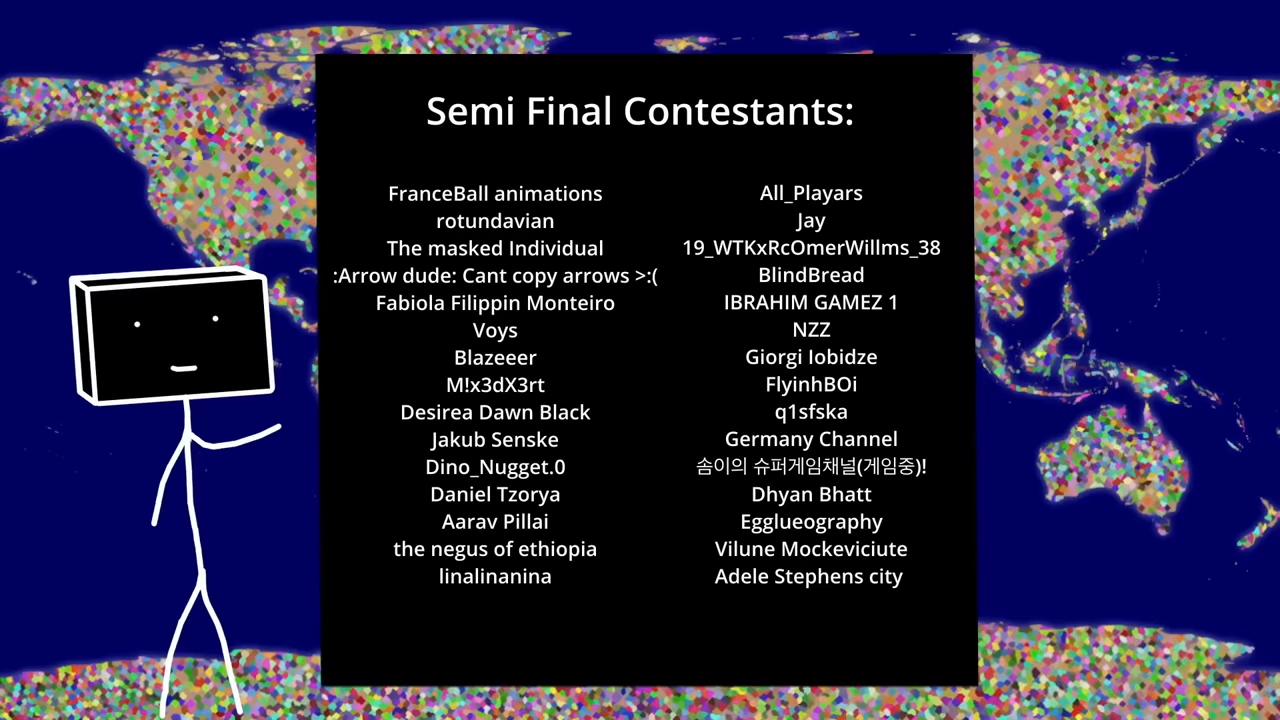 Semi Final Contestants:
FranceBall animations
rotundavian
The masked Individual
:Arrow dude: Cant copy arrows >:(
Fabiola Filippin Monteiro
Voys
Blazeeer
M!x3dX3rt
Desirea Dawn Black
Jakub Senske
Dino_Nugget.0
Daniel Tzorya
Aarav Pillai
the negus of ethiopia
linalinanina
All_Playars
Jay
19_WTKxRcOmerWillms_38
BlindBread
IBRAHIM GAMEZ 1
NZZ
Giorgi Iobidze
FlyinhBOi
q1sfska
Germany Channel
솜이의 슈퍼게임채널(게임중)!
Dhyan Bhatt
Egglueography
Vilune Mockeviciute
Adele Stephens city